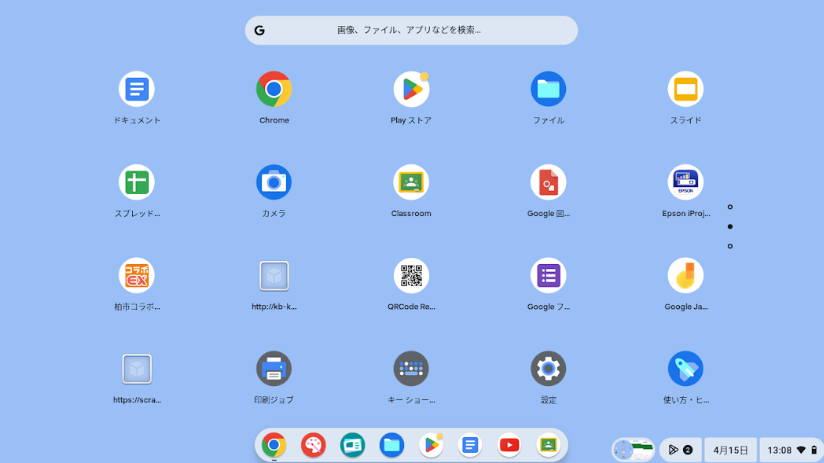 画像、ファイル、アプリなどを検索...
ドキュメント
Chrome
Play ストア
ファイル
スライド
スプレッド...
カメラ
Classroom
Google 図...
EPSON
Epson iProj...
コラボ
EX
柏市コラボ...
http://kb-k...
QRCode Re...
Google フ...
Google Ja...
https://scra...
印刷ジョブ
キー ショー...
設定
使い方・ヒ...
2
4月15日
13:08